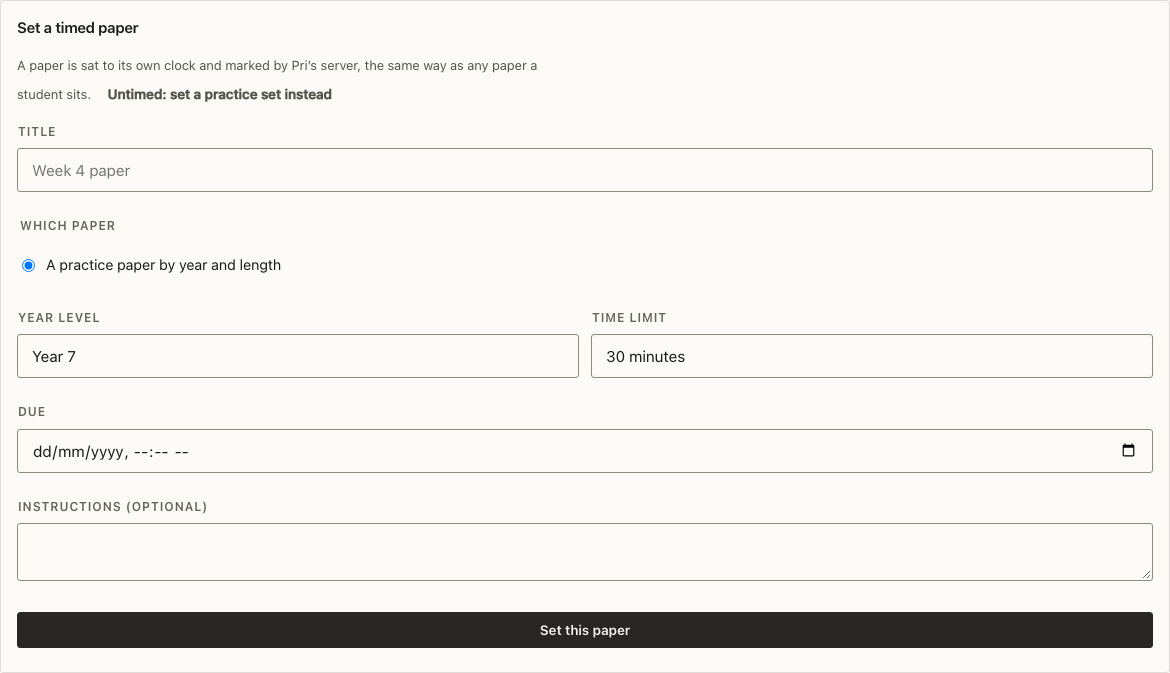 Set a timed paper
A paper is sat to its own clock and marked by Pri's server, the same way as any paper a
student sits. Untimed: set a practice set instead
TITLE
Week 4 paper
WHICH PAPER
A practice paper by year and length
YEAR LEVEL
TIME LIMIT
Year 7
30 minutes
DUE
dd/mm/yyyy, --:-- --
INSTRUCTIONS (OPTIONAL)
Set this paper